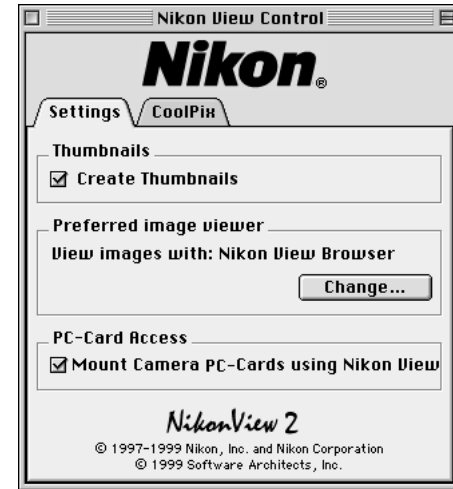 Nikon View Control
Nikon®
Settings
CoolPix
Thumbnails
Create Thumbnails
Preferred image viewer
View images with: Nikon View Browser
Change...
PC-Card Access
Mount Camera PC-Cards using Nikon View
NikonView 2
© 1997-1999 Nikon, Inc. and Nikon Corporation
© 1999 Software Architects, Inc.